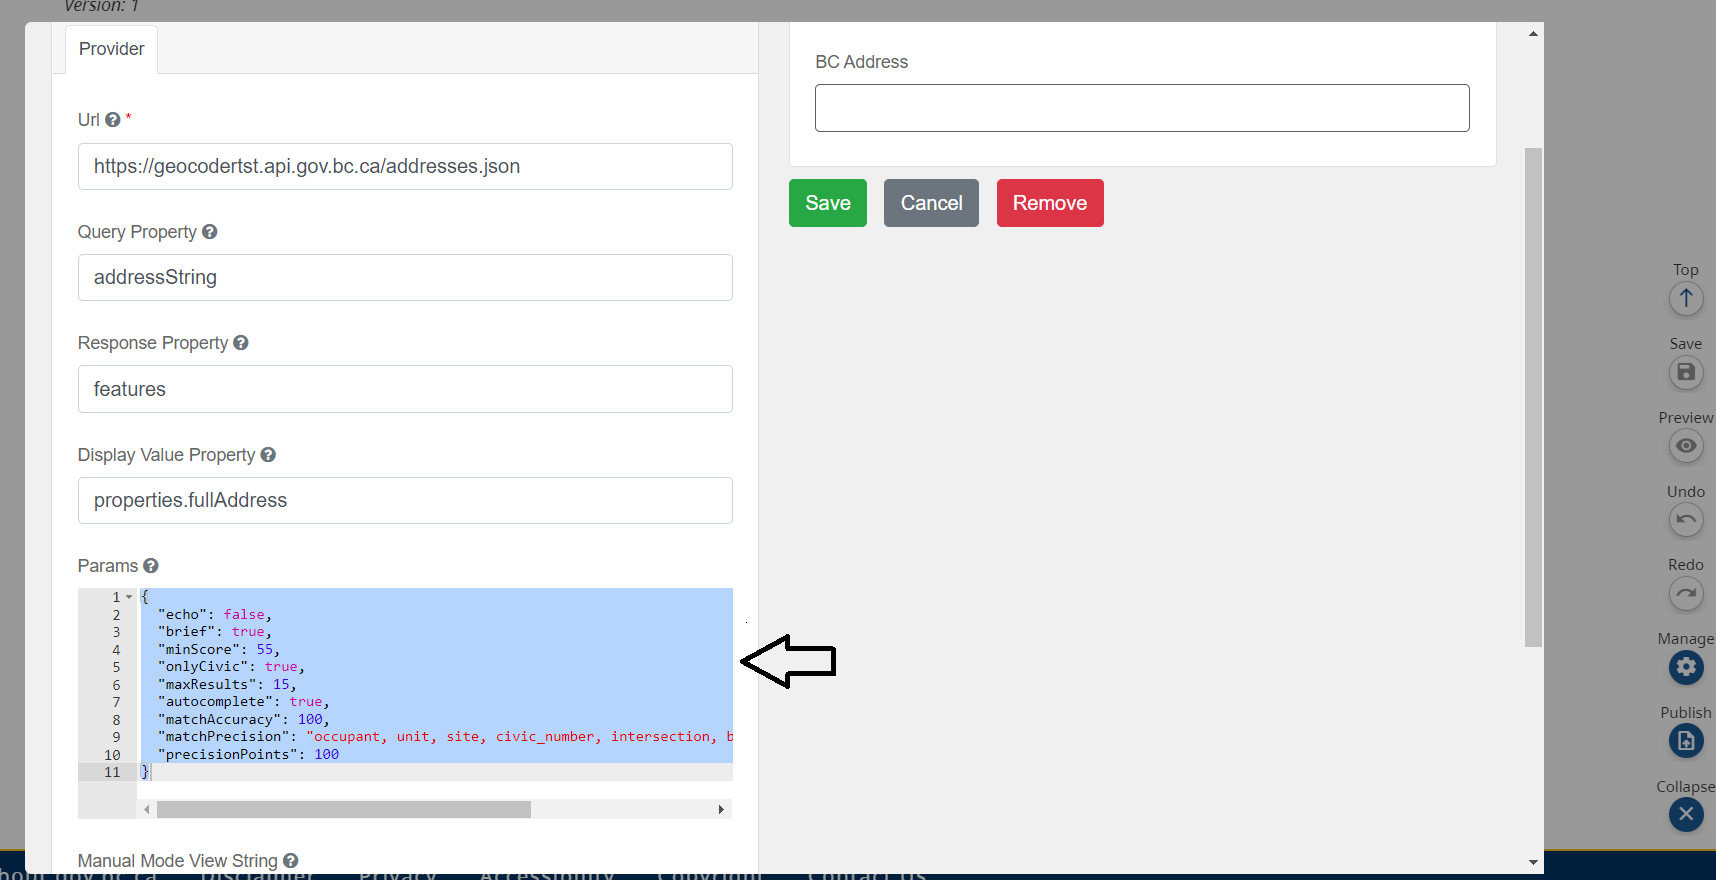 Version: 1
Provider
Url *
https://geocodertst.api.gov.bc.ca/addresses.json
Query Property
addressString
Response Property
features
Display Value Property
properties.fullAddress
Params
1 {
2 "echo": false,
3 "brief": true,
4 "minScore": 55,
5 "onlyCivic": true,
6 "maxResults": 15,
7 "autocomplete": true,
8 "matchAccuracy": 100,
9 "matchPrecision": "occupant, unit, site, civic_number, intersection, b
10 "precisionPoints": 100
11 }
Manual Mode View String
BC Address
Save Cancel Remove
Top
Save
Preview
Undo
Redo
Manage
Publish
Collapse
gov.bc.ca Disclaimer Privacy Accessibility Copyright Contact Us